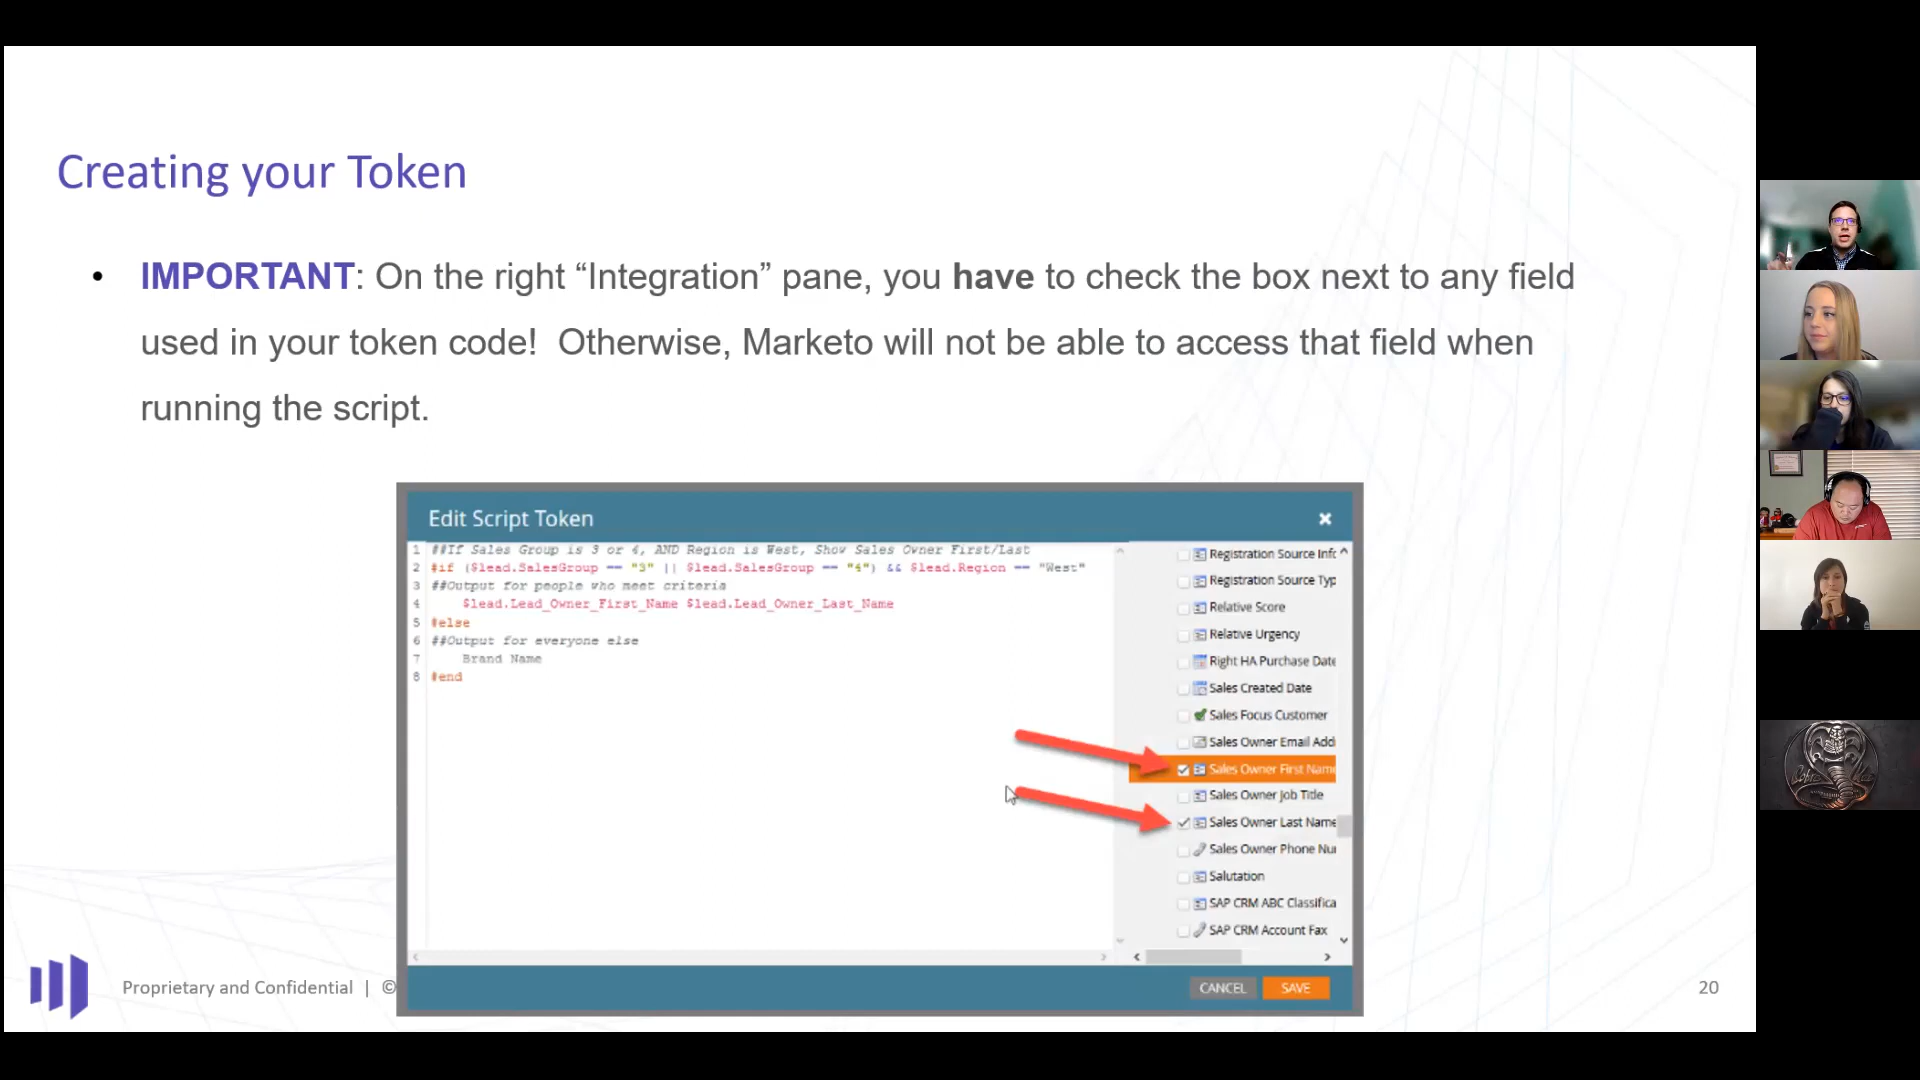 Creating your Token
• IMPORTANT: On the right “Integration” pane, you have to check the box next to any field
used in your token code!  Otherwise, Marketo will not be able to access that field when
running the script.
Edit Script Token
1 ##If Sales Group is 3 or 4, AND Region is West, Show Sales Owner First/Last
2 #if ($lead.SalesGroup == "3" || $lead.SalesGroup == "4") && $lead.Region == "West"
3 ##Output for people who meet criteria
4 $lead.Lead_Owner_First_Name $lead.Lead_Owner_Last_Name
5 #else
6 ##Output for everyone else
7 Brand Name
8 #end
Registration Source Infc
Registration Source Typ
Relative Score
Relative Urgency
Right HA Purchase Date
Sales Created Date
Sales Focus Customer
Sales Owner Email Add
Sales Owner First Name
Sales Owner Job Title
Sales Owner Last Name
Sales Owner Phone Nu
Salutation
SAP CRM ABC Classifica
SAP CRM Account Fax
CANCEL SAVE
Proprietary and Confidential | ©
20